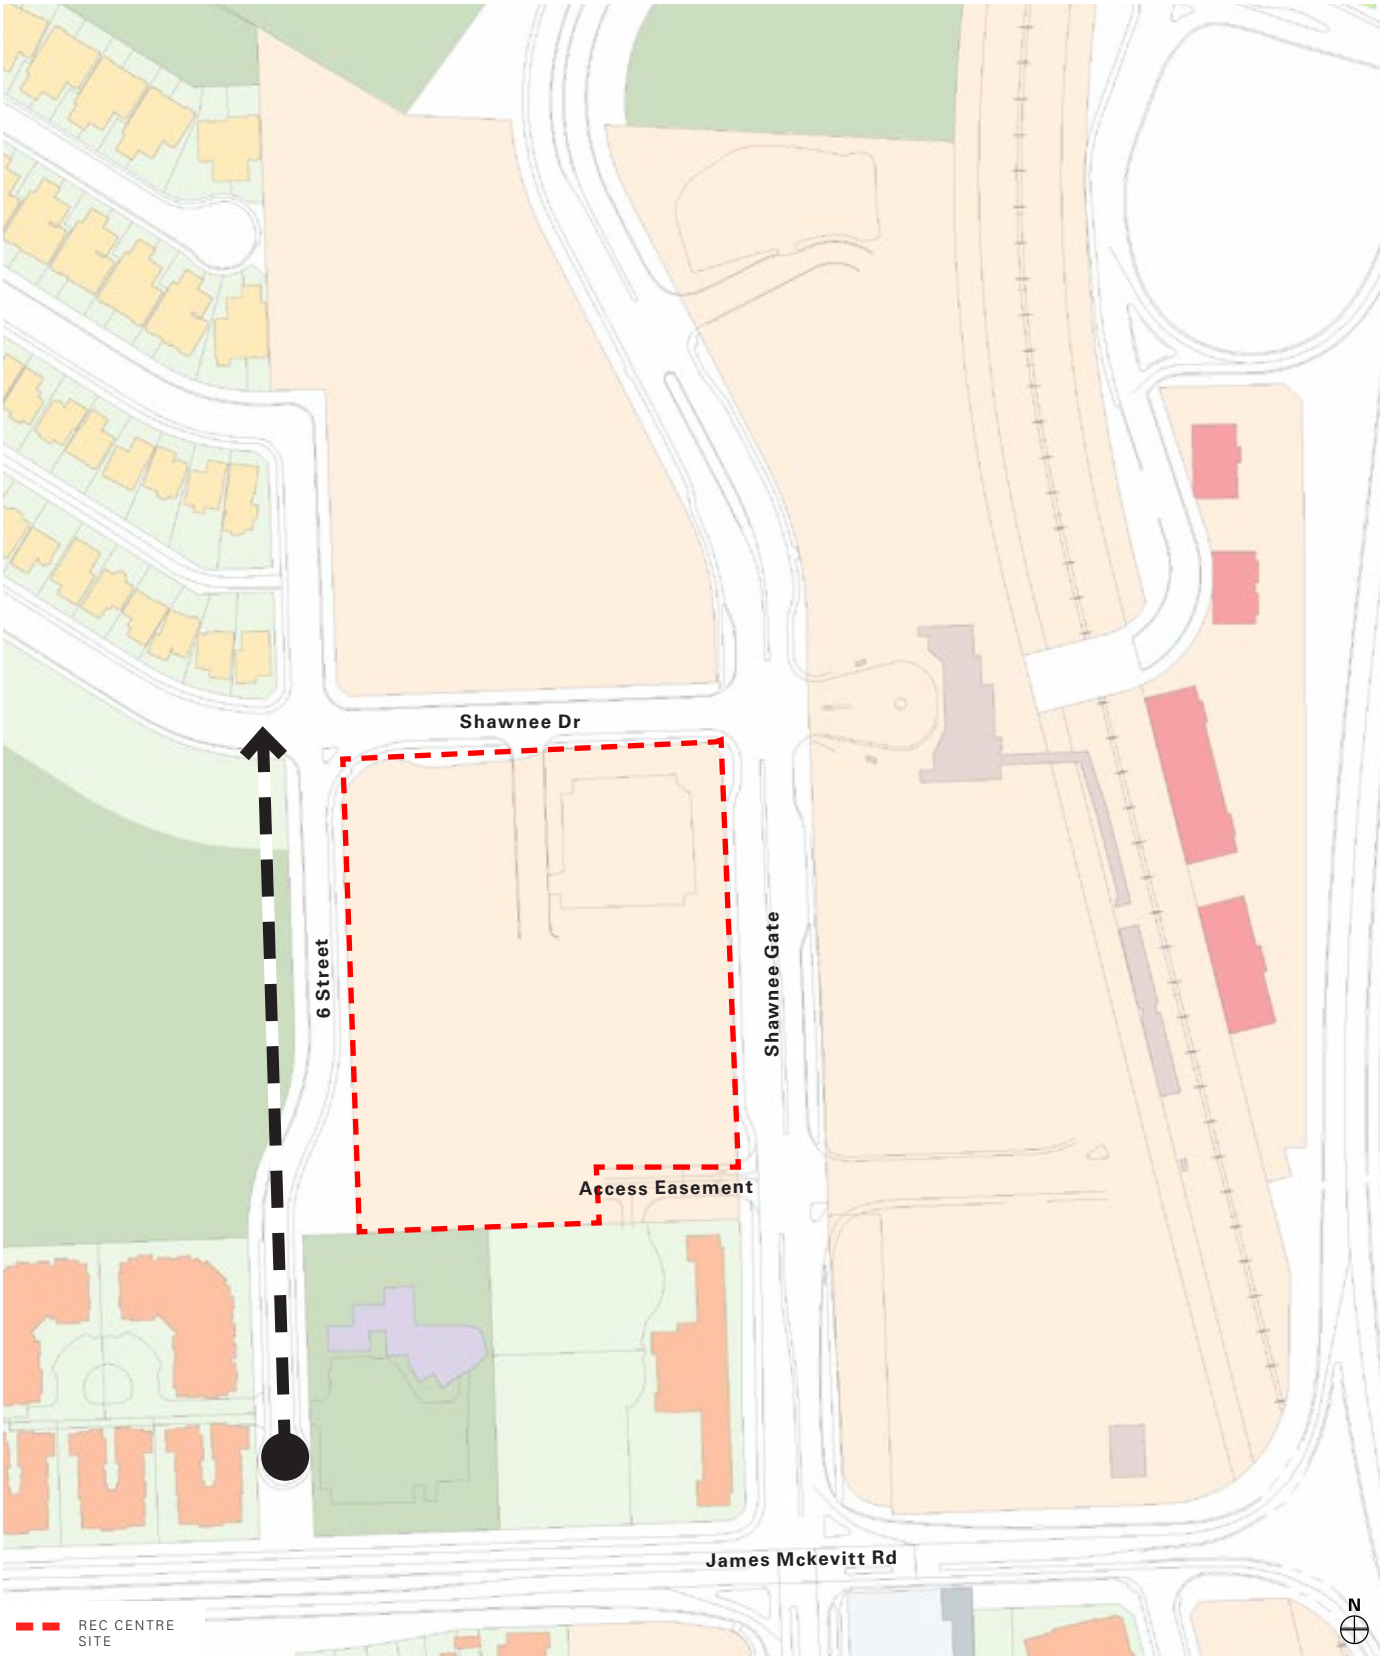 Shawnee Dr
6 Street
Shawnee Gate
Access Easement
James Mckevitt Rd
REC CENTRE
SITE
N